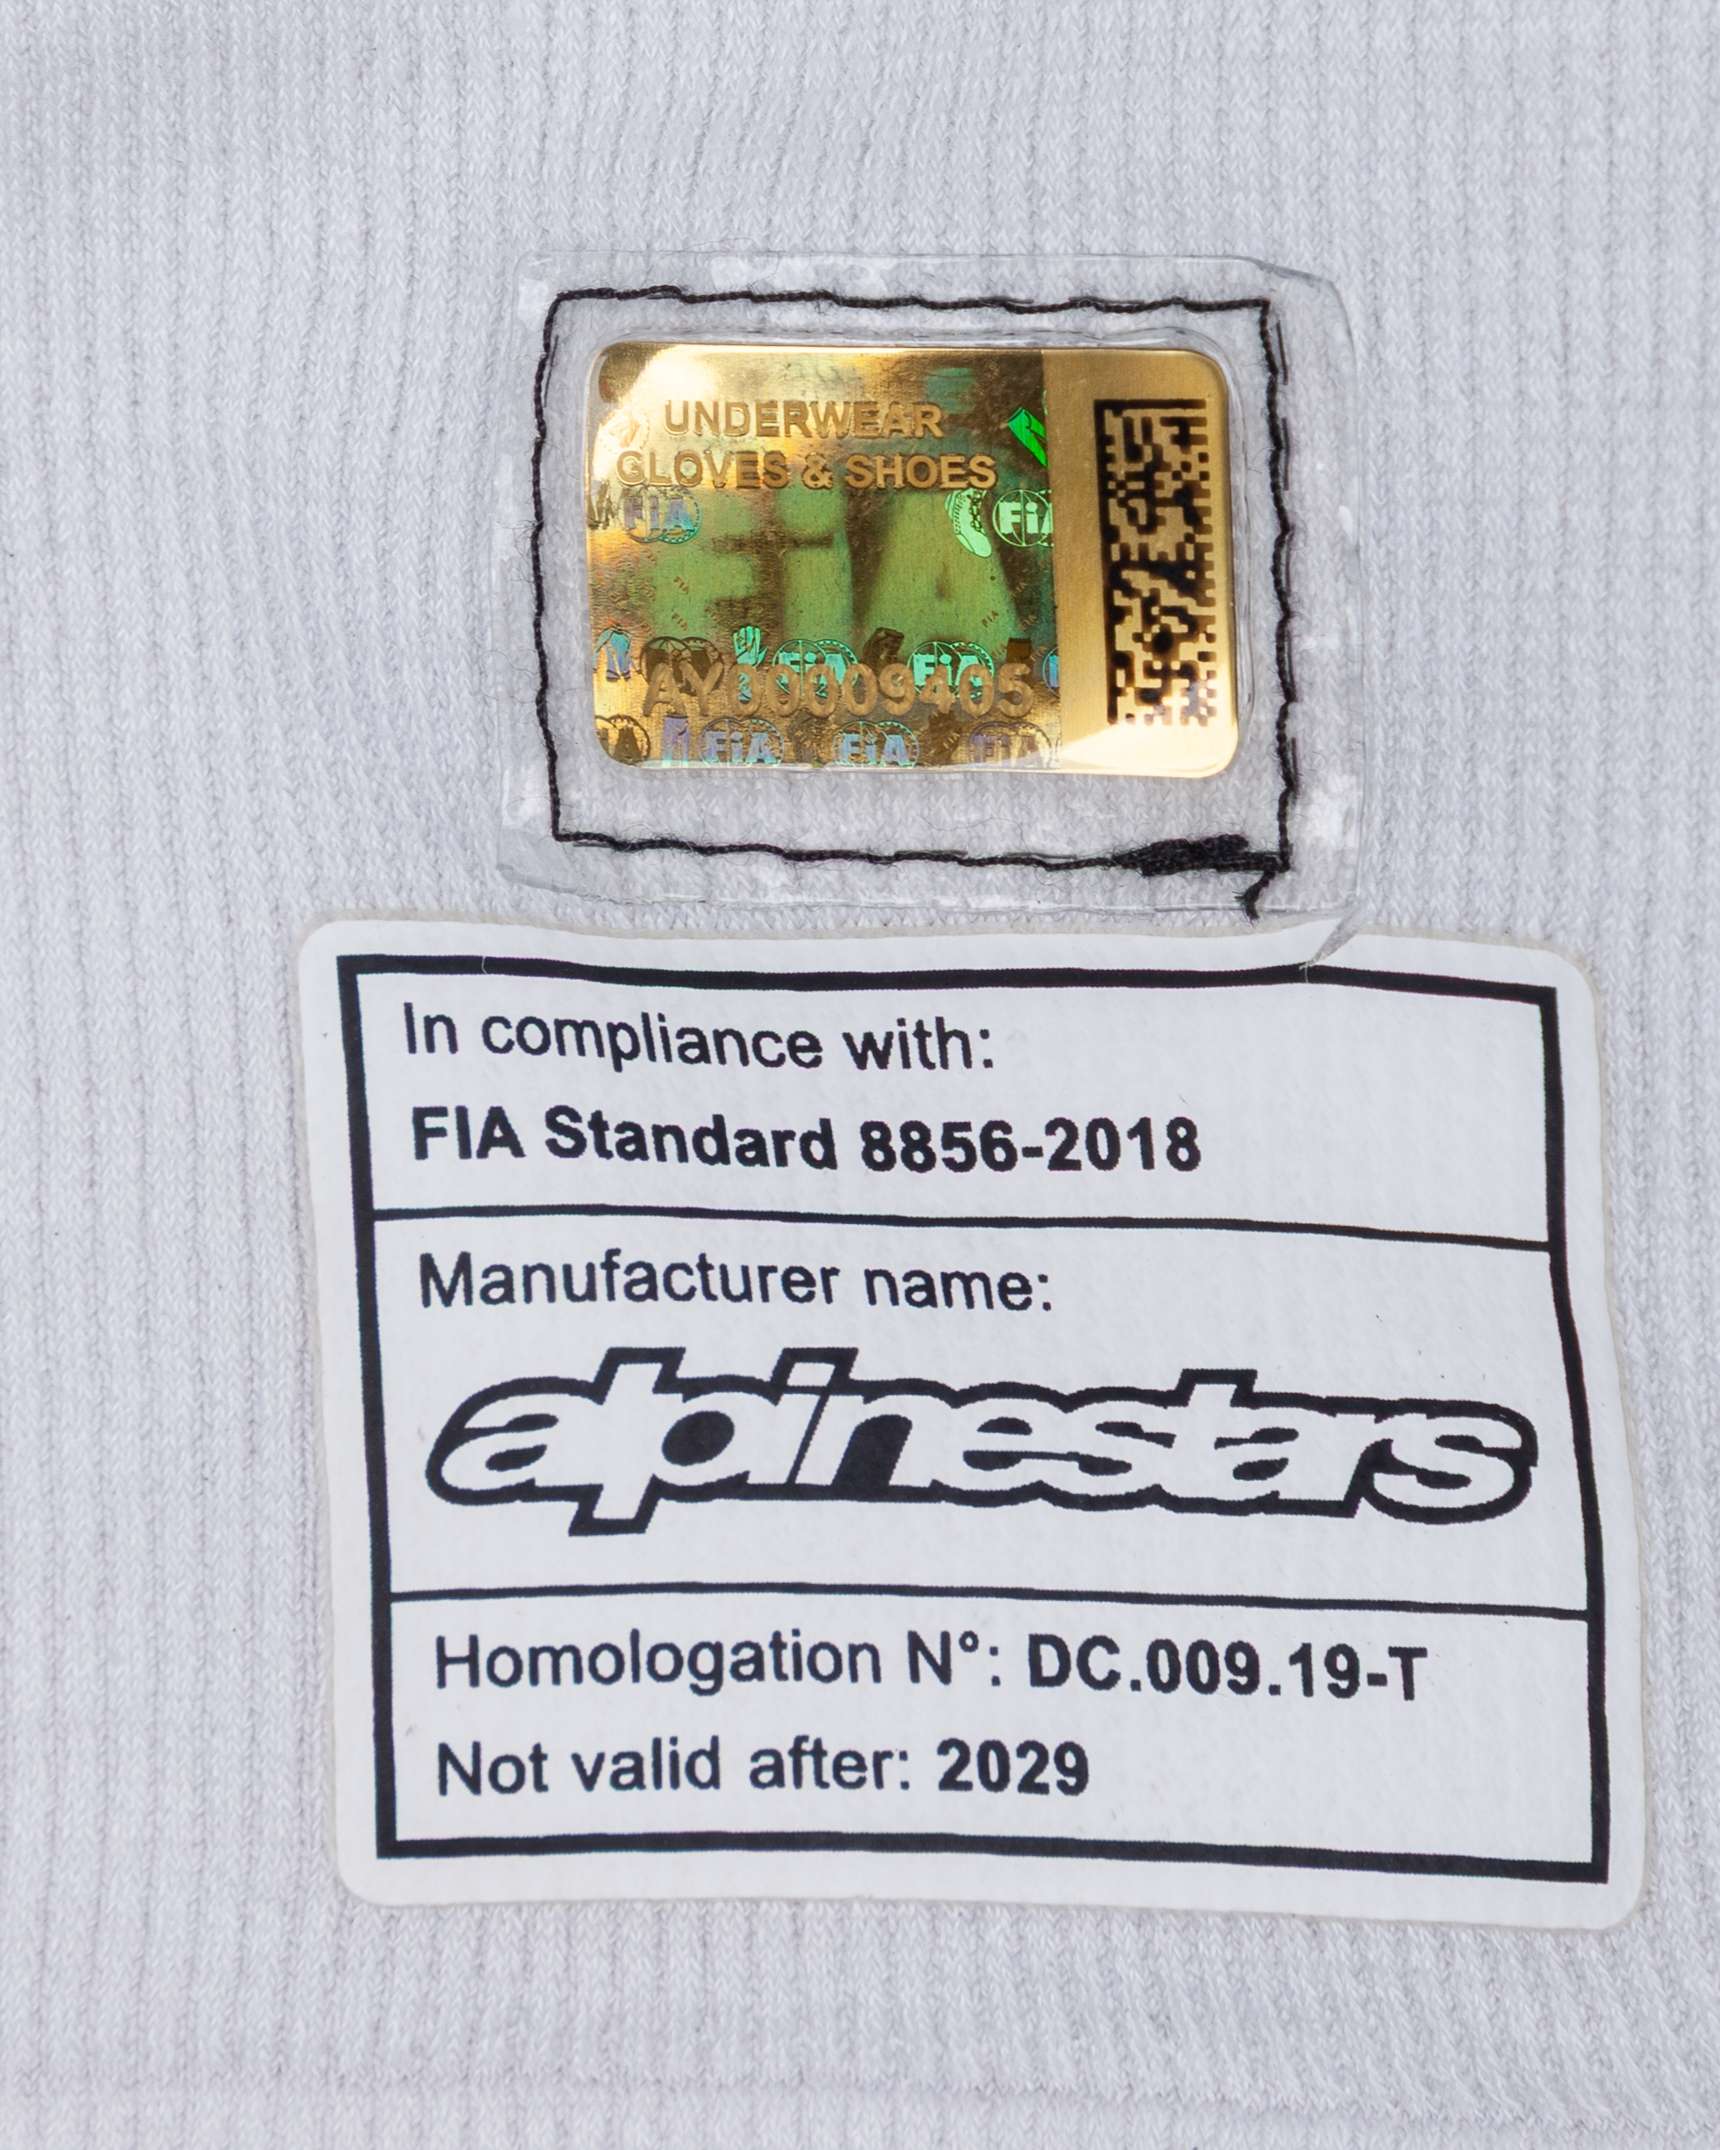 UNDERWEAR
GLOVES & SHOES
FiA
AY00009405
In compliance with:
FIA Standard 8856-2018
Manufacturer name:
alpinestars
Homologation N°: DC.009.19-T
Not valid after: 2029